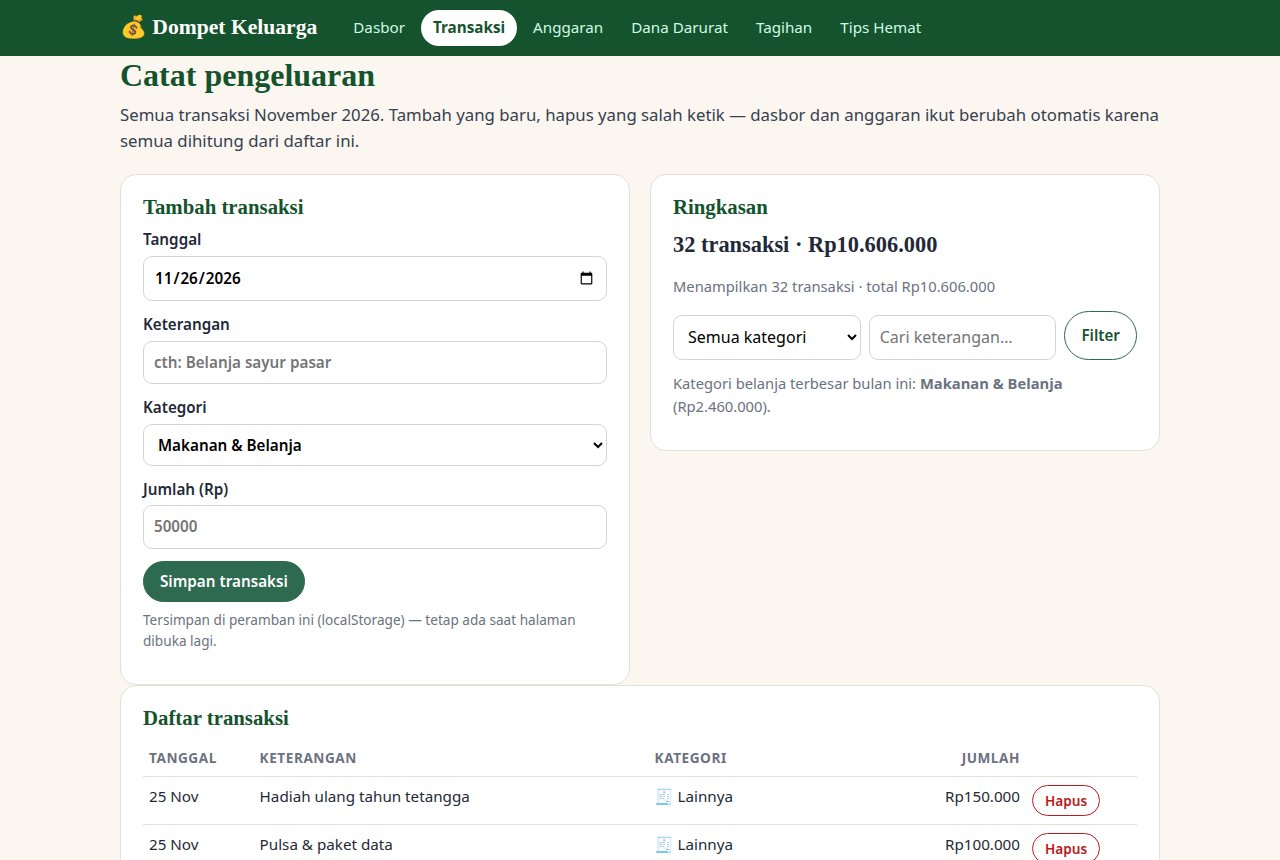 💰 Dompet Keluarga Dasbor Transaksi Anggaran Dana Darurat Tagihan Tips Hemat
Catat pengeluaran
Semua transaksi November 2026. Tambah yang baru, hapus yang salah ketik — dasbor dan anggaran ikut berubah otomatis karena
semua dihitung dari daftar ini.
Tambah transaksi
Tanggal
11/26/2026
Keterangan
cth: Belanja sayur pasar
Kategori
Makanan & Belanja
Jumlah (Rp)
50000
Simpan transaksi
Tersimpan di peramban ini (localStorage) — tetap ada saat halaman
dibuka lagi.
Ringkasan
32 transaksi · Rp10.606.000
Menampilkan 32 transaksi · total Rp10.606.000
Semua kategori Cari keterangan... Filter
Kategori belanja terbesar bulan ini: Makanan & Belanja
(Rp2.460.000).
Daftar transaksi
TANGGAL KETERANGAN KATEGORI JUMLAH
25 Nov Hadiah ulang tahun tetangga 🧾 Lainnya Rp150.000 Hapus
25 Nov Pulsa & paket data 🧾 Lainnya Rp100.000 Hapus